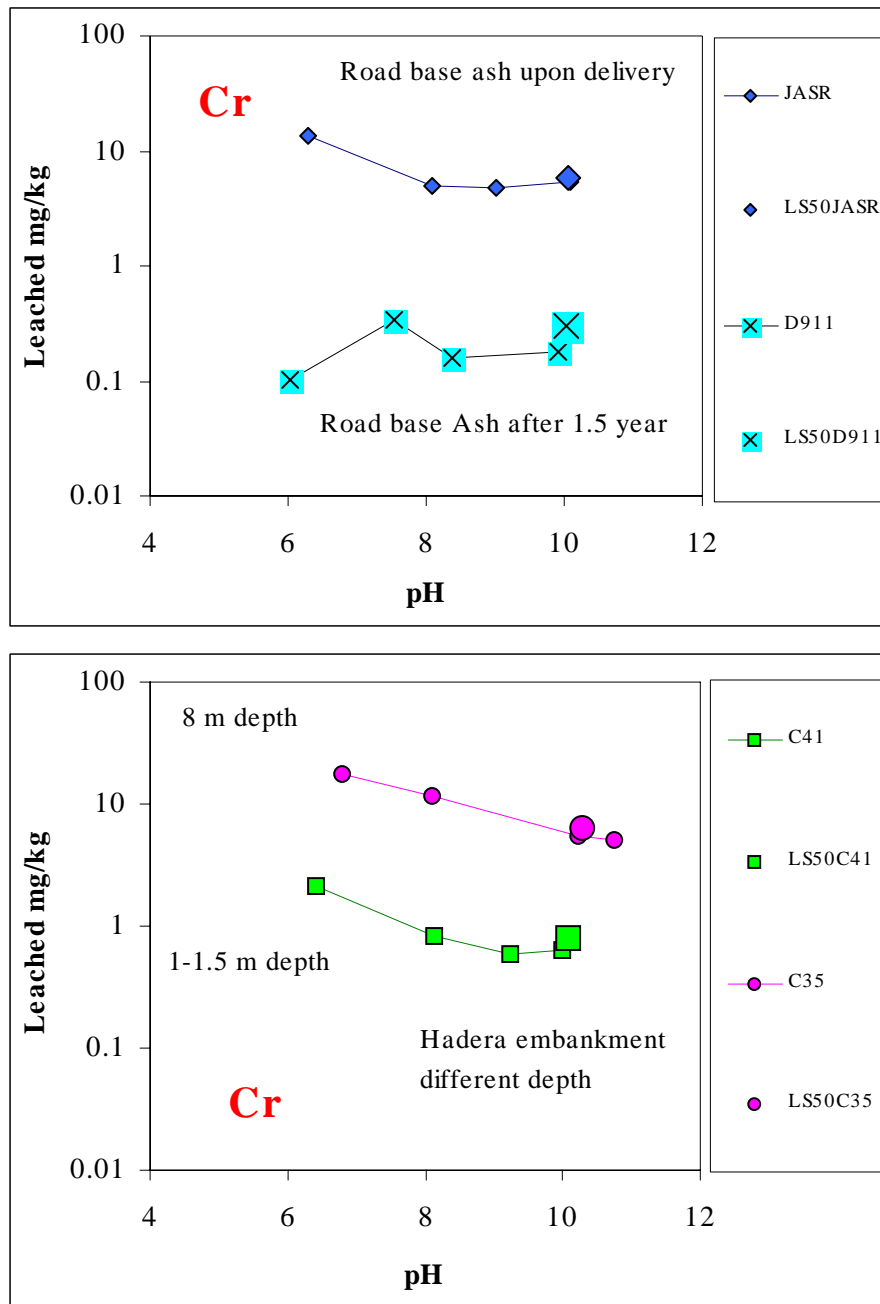 100
10
1
0.1
0.01
Leached mg/kg
Cr
Road base ash upon delivery
Road base Ash after 1.5 year
4
6
8
10
12
pH
JASR
LS50JASR
D911
LS50D911
100
10
1
0.1
0.01
Leached mg/kg
8 m depth
1-1.5 m depth
Hadera embankment
different depth
Cr
4
6
8
10
12
pH
C41
LS50C41
C35
LS50C35